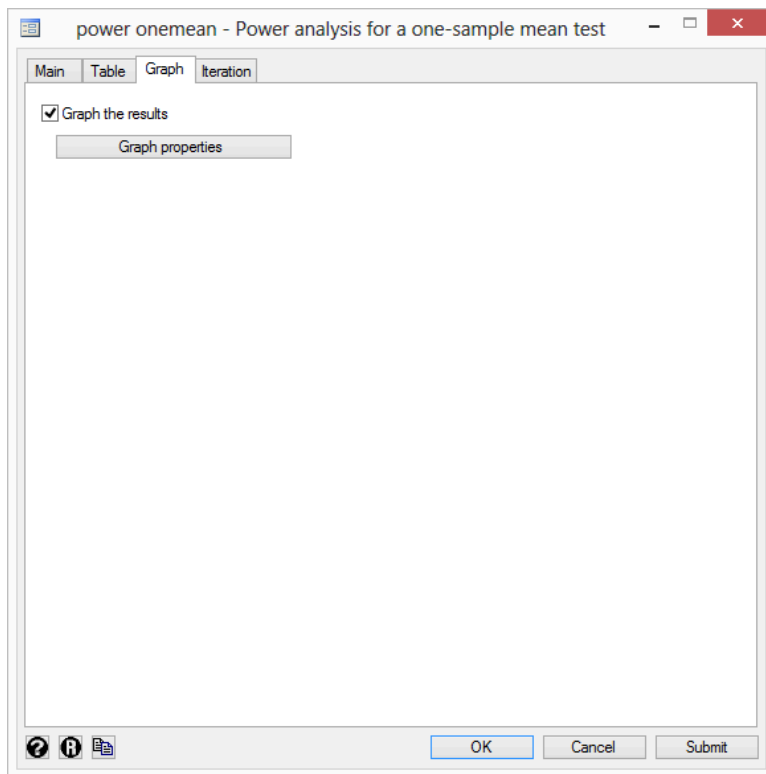 power onemean - Power analysis for a one-sample mean test
Main Table Graph Iteration
Graph the results
Graph properties
? R
OK Cancel Submit